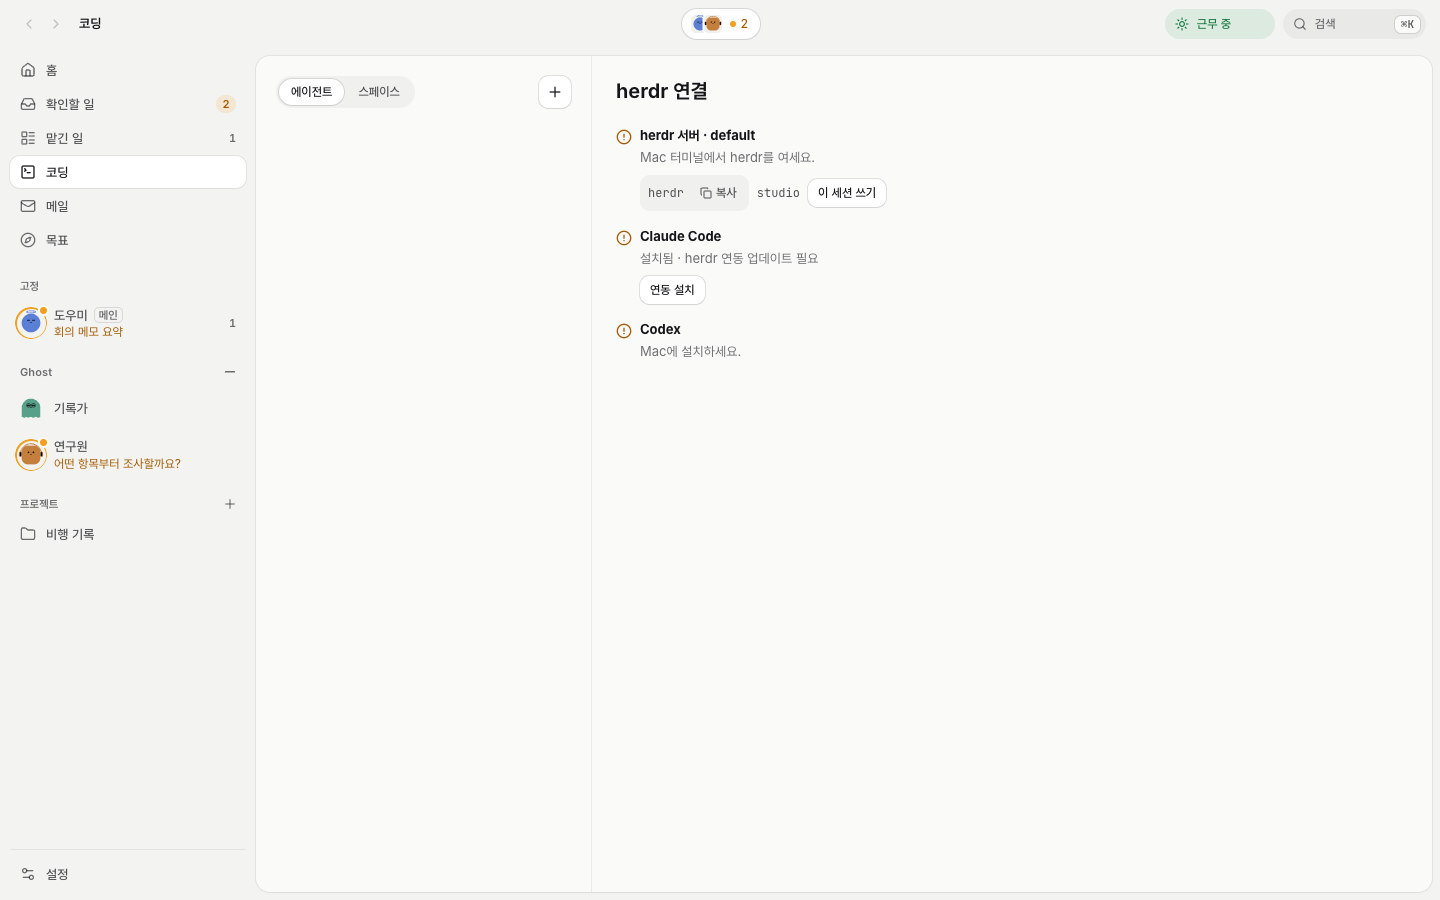 코딩
2
근무 중
검색
⌘K
홈
확인할 일
2
맡긴 일
1
코딩
메일
목표
고정
도우미
메인
회의 메모 요약
1
Ghost
기록가
연구원
어떤 항목부터 조사할까요?
프로젝트
비행 기록
설정
에이전트
스페이스
herdr 연결
herdr 서버 · default
Mac 터미널에서 herdr를 여세요.
herdr
복사
studio
이 세션 쓰기
Claude Code
설치됨 · herdr 연동 업데이트 필요
연동 설치
Codex
Mac에 설치하세요.